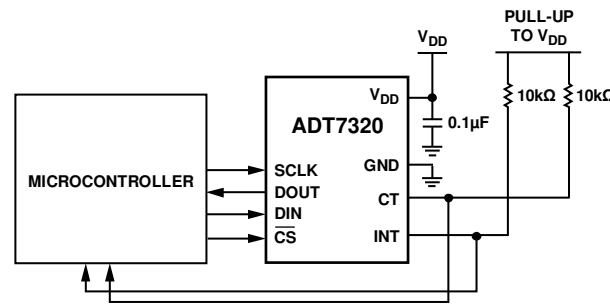 PULL-UP
TO VDD
VDD
10kΩ
10kΩ
VDD
0.1µF
ADT7320
GND
MICROCONTROLLER
SCLK
DOUT
DIN
CS
CT
INT